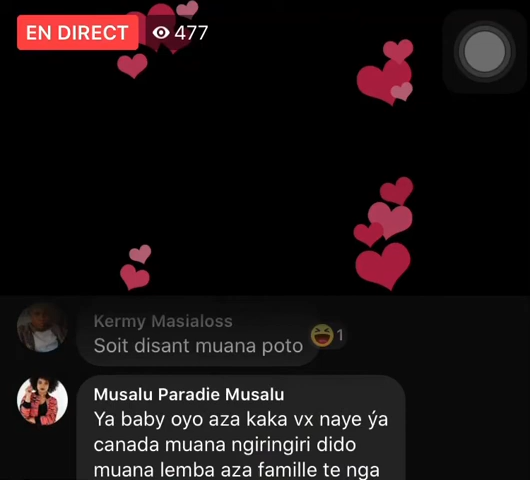 EN DIRECT 477
Kermy Masialoss
Soit disant muana poto
1
Musalu Paradie Musalu
Ya baby oyo aza kaka vx naye ýa
canada muana ngiringiri dido
muana lemba aza famille te nga